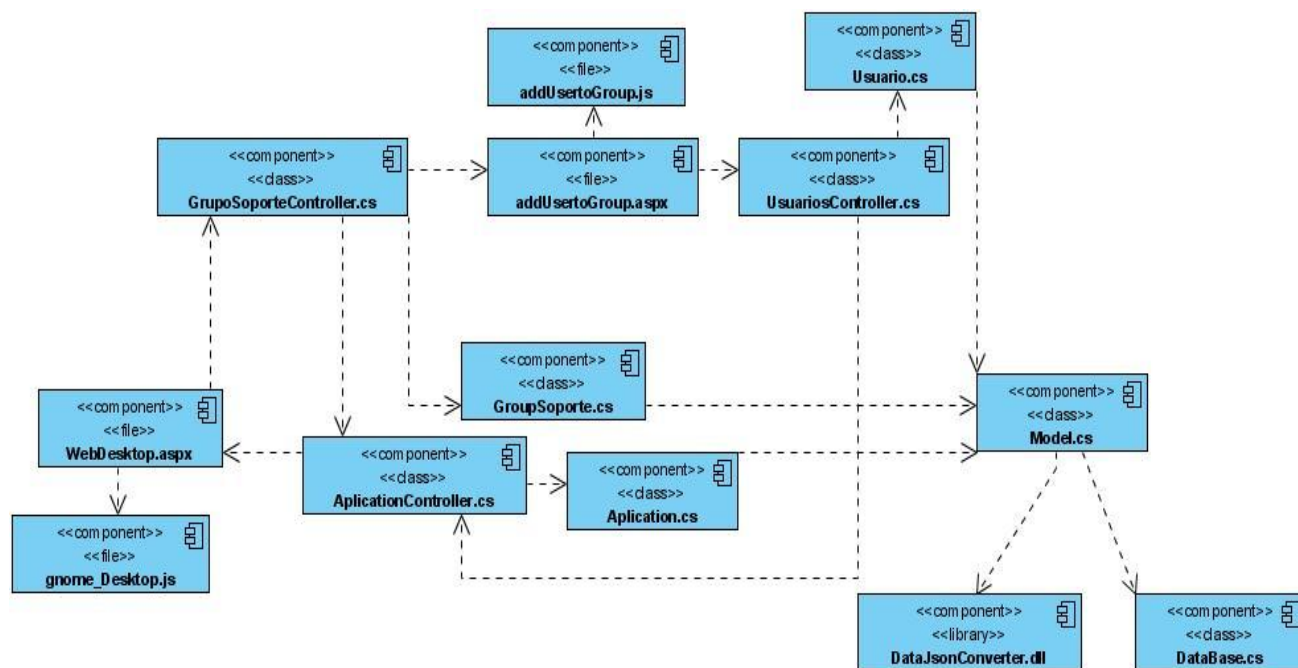 <<component>>
<<class>>
Usuario.cs
<<component>>
<<file>>
addUsertoGroup.js
<<component>>
<<class>>
GrupoSoporteController.cs
<<component>>
<<file>>
addUsertoGroup.aspx
<<component>>
<<class>>
UsuariosController.cs
<<component>>
<<class>>
GroupSoporte.cs
<<component>>
<<class>>
Model.cs
<<component>>
<<file>>
WebDesktop.aspx
<<component>>
<<class>>
AplicationController.cs
<<component>>
<<class>>
Aplication.cs
<<component>>
<<file>>
gnome_Desktop.js
<<component>>
<<library>>
DataJsonConverter.dll
<<component>>
<<class>>
DataBase.cs